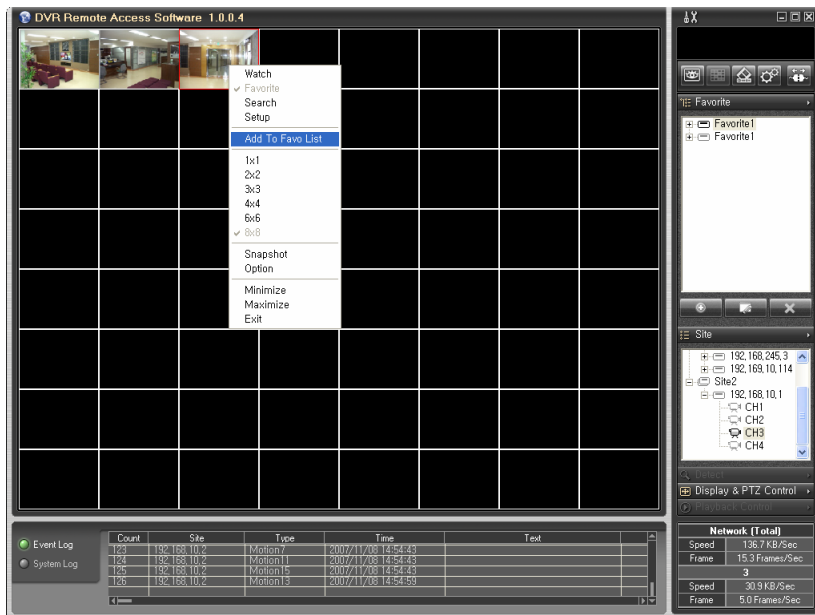 DVR Remote Access Software 1.0.0.4
Watch
Favorite
Search
Setup
Add To Favo List
1x1
2x2
3x3
4x4
6x6
8x8
Snapshot
Option
Minimize
Maximize
Exit
Favorite
Favorite1
Favorite1
Site
192,168,245,3
192,169,10,114
Site2
192,168,10,1
CH1
CH2
CH3
CH4
Detect
Display & PTZ Control
Playback Control
Event Log
System Log
Count Site Type Time Text
123 192,168,10,2 Motion7 2007/11/08 14:54:43
124 192,168,10,2 Motion11 2007/11/08 14:54:43
125 192,168,10,2 Motion15 2007/11/08 14:54:43
126 192,168,10,2 Motion13 2007/11/08 14:54:59
Network (Total)
Speed 136.7 KB/Sec
Frame 15.3 Frames/Sec
3
Speed 30.9 KB/Sec
Frame 5.0 Frames/Sec